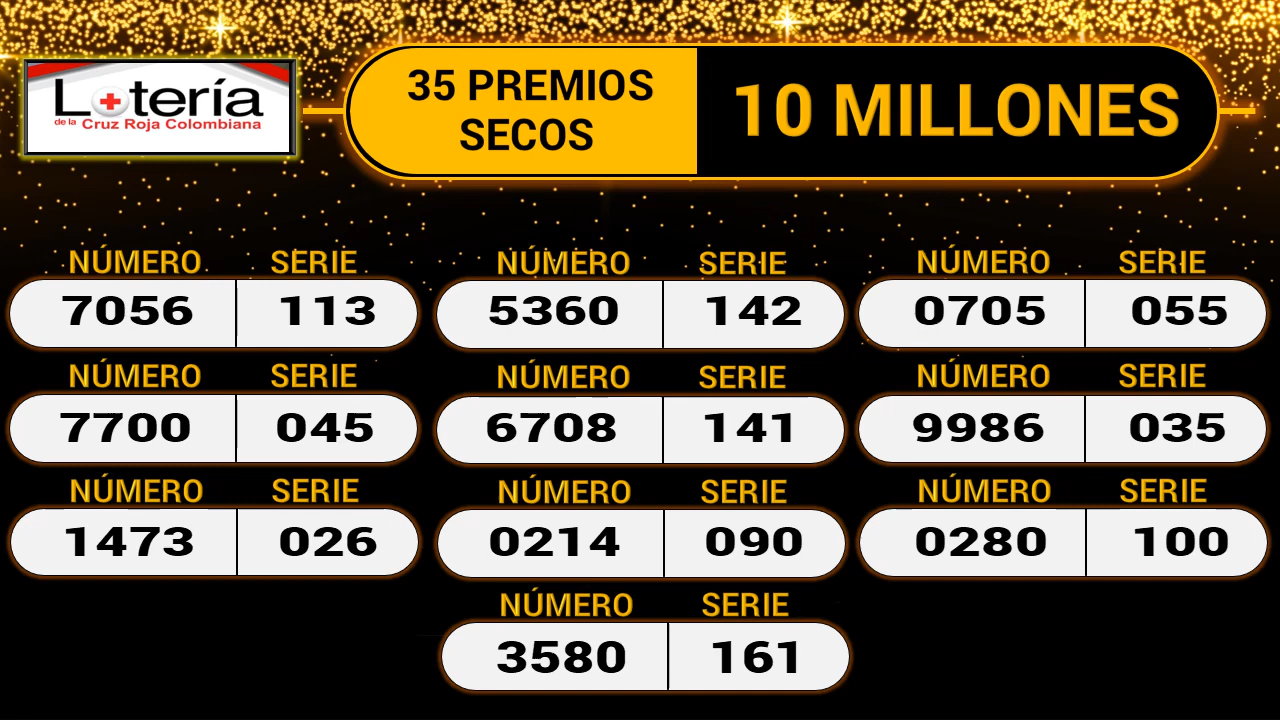 Lotería
de la Cruz Roja Colombiana
35 PREMIOS
SECOS
10 MILLONES
NÚMERO SERIE NÚMERO SERIE NÚMERO SERIE
7056 113 5360 142 0705 055
NÚMERO SERIE NÚMERO SERIE NÚMERO SERIE
7700 045 6708 141 9986 035
NÚMERO SERIE NÚMERO SERIE NÚMERO SERIE
1473 026 0214 090 0280 100
NÚMERO SERIE
3580 161